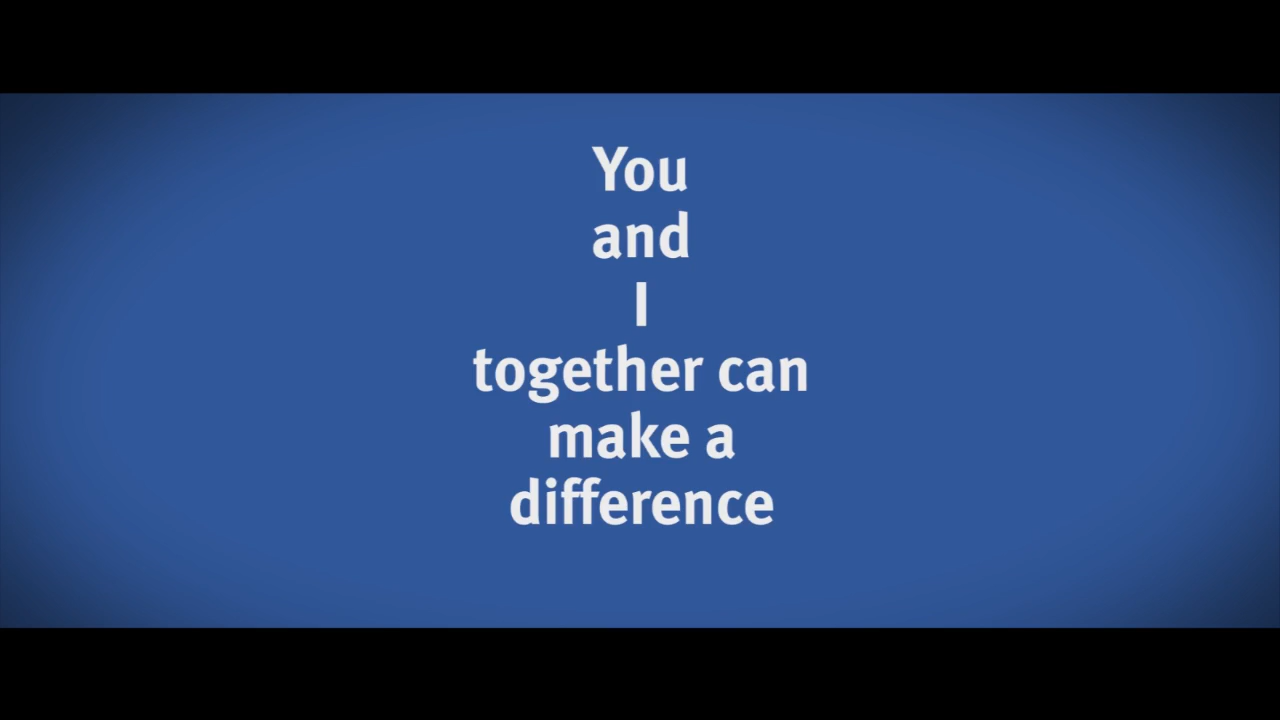 You
and
I
together can
make a
difference